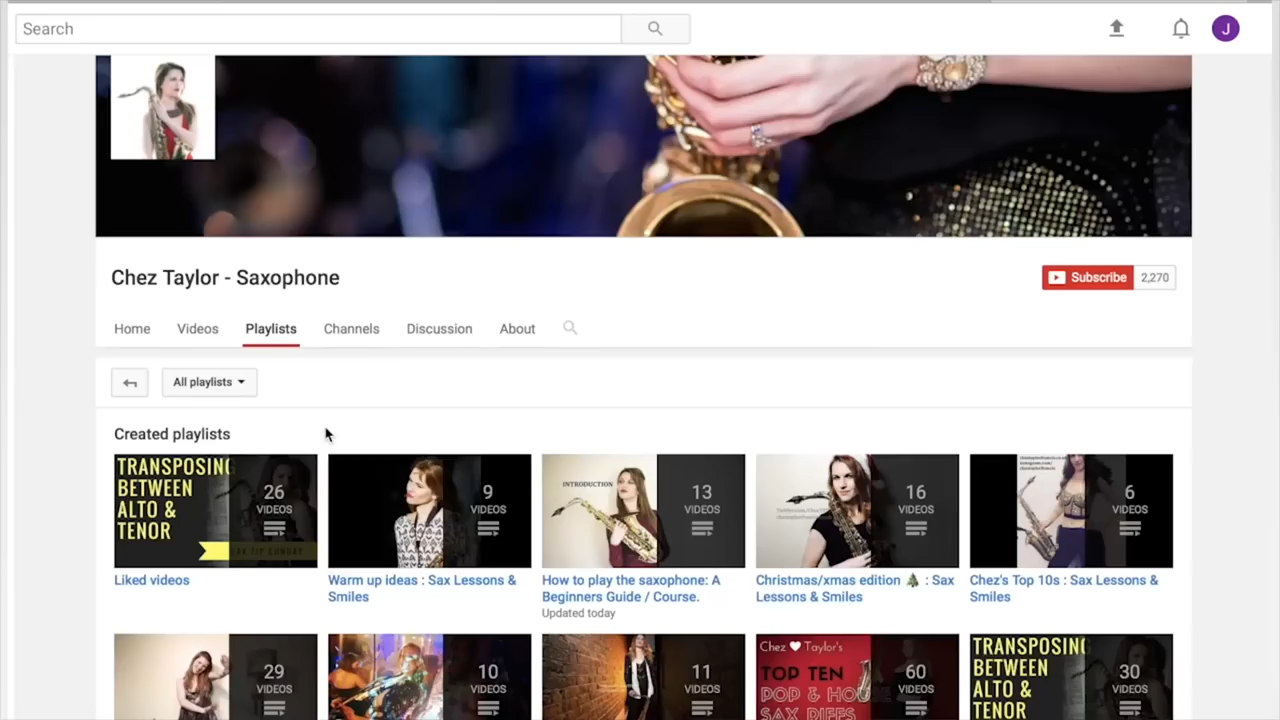 Search
J
Chez Taylor - Saxophone
Subscribe 2,270
Home Videos Playlists Channels Discussion About
All playlists
Created playlists
TRANSPOSING
BETWEEN
ALTO &
TENOR
26
VIDEOS
9
VIDEOS
INTRODUCTION
13
VIDEOS
16
VIDEOS
6
VIDEOS
Liked videos
Warm up ideas : Sax Lessons &
Smiles
How to play the saxophone: A
Beginners Guide / Course.
Updated today
Christmas/xmas edition 🎄 : Sax
Lessons & Smiles
Chez's Top 10s : Sax Lessons &
Smiles
29
VIDEOS
10
VIDEOS
11
VIDEOS
Chez ♥ Taylor's
TOP TEN
POP & HOUSE
SAX RIFFS
60
VIDEOS
TRANSPOSING
BETWEEN
ALTO &
TENOR
30
VIDEOS